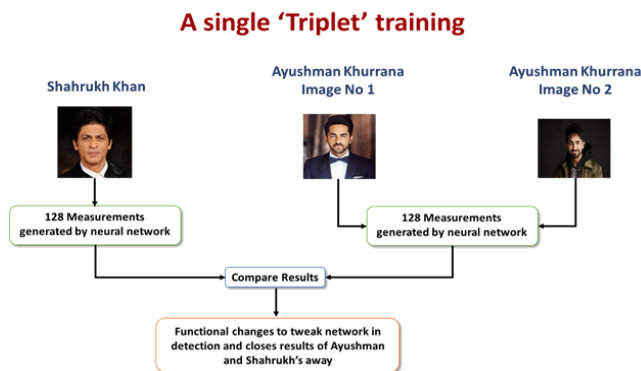 A single ‘Triplet’ training
Shahrukh Khan
Ayushman Khurrana
Image No 1
Ayushman Khurrana
Image No 2
128 Measurements
generated by neural network
128 Measurements
generated by neural network
Compare Results
Functional changes to tweak network in
detection and closes results of Ayushman
and Shahrukh’s away